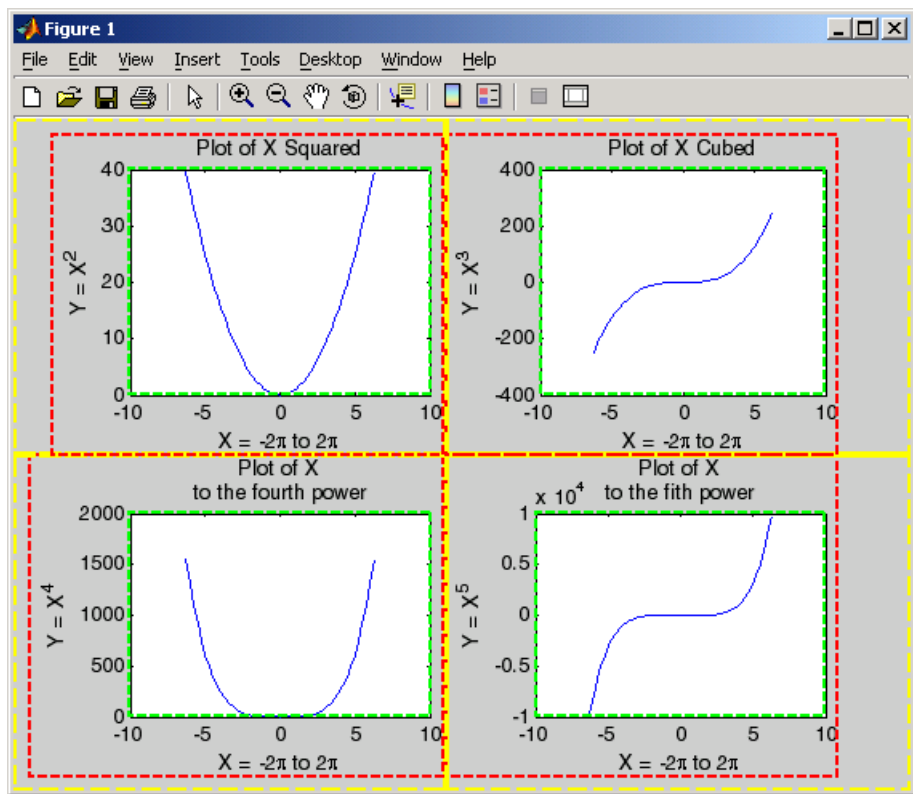 Figure 1
File Edit View Insert Tools Desktop Window Help
Plot of X Squared
40
30
20
10
0
Y = X²
-10 -5 0 5 10
X = -2π to 2π
Plot of X Cubed
400
200
0
-200
-400
Y = X³
-10 -5 0 5 10
X = -2π to 2π
Plot of X
to the fourth power
2000
1500
1000
500
0
Y = X⁴
-10 -5 0 5 10
X = -2π to 2π
Plot of X
x 10⁴ to the fith power
1
0.5
0
-0.5
-1
Y = X⁵
-10 -5 0 5 10
X = -2π to 2π